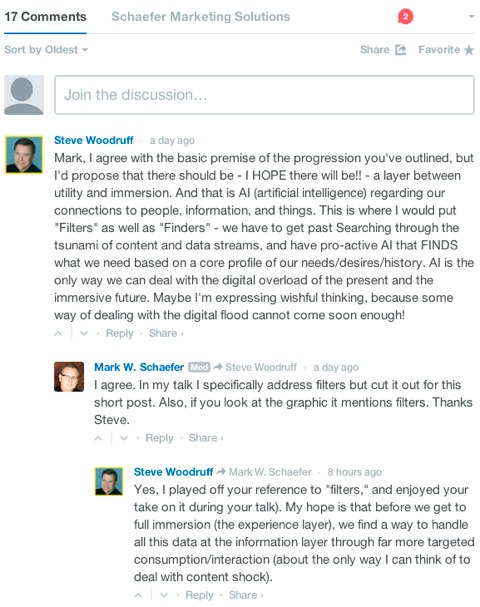 17 Comments Schaefer Marketing Solutions 2
Sort by Oldest Share Favorite
Join the discussion...
Steve Woodruff · a day ago
Mark, I agree with the basic premise of the progression you've outlined, but
I'd propose that there should be - I HOPE there will be!! - a layer between
utility and immersion. And that is AI (artificial intelligence) regarding our
connections to people, information, and things. This is where I would put
"Filters" as well as "Finders" - we have to get past Searching through the
tsunami of content and data streams, and have pro-active AI that FINDS
what we need based on a core profile of our needs/desires/history. AI is the
only way we can deal with the digital overload of the present and the
immersive future. Maybe I'm expressing wishful thinking, because some
way of dealing with the digital flood cannot come soon enough!
· Reply · Share ›
Mark W. Schaefer Mod Steve Woodruff · a day ago
I agree. In my talk I specifically address filters but cut it out for this
short post. Also, if you look at the graphic it mentions filters. Thanks
Steve.
· Reply · Share ›
Steve Woodruff Mark W. Schaefer · 8 hours ago
Yes, I played off your reference to "filters," and enjoyed your
take on it during your talk). My hope is that before we get to
full immersion (the experience layer), we find a way to handle
all this data at the information layer through far more targeted
consumption/interaction (about the only way I can think of to
deal with content shock).
· Reply · Share ›